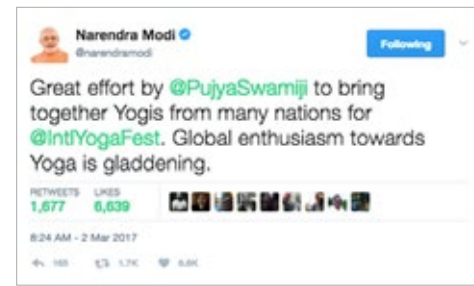 Narendra Modi
@narendramodi
Following
Great effort by @PujyaSwamiji to bring
together Yogis from many nations for
@IntlYogaFest. Global enthusiasm towards
Yoga is gladdening.
RETWEETS LIKES
1,677 6,639
8:24 AM - 2 Mar 2017
165 1.7K 6.6K